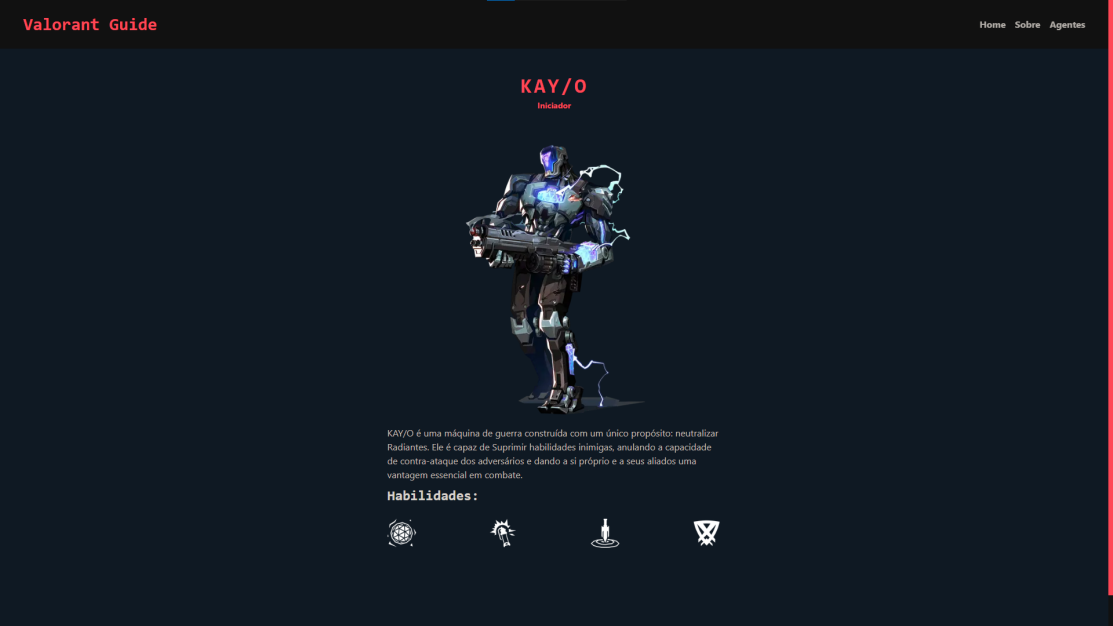 Valorant Guide
Home Sobre Agentes
KAY/O
Iniciador
KAY/O é uma máquina de guerra construída com um único propósito: neutralizar
Radiantes. Ele é capaz de Suprimir habilidades inimigas, anulando a capacidade
de contra-ataque dos adversários e dando a si próprio e a seus aliados uma
vantagem essencial em combate.
Habilidades: